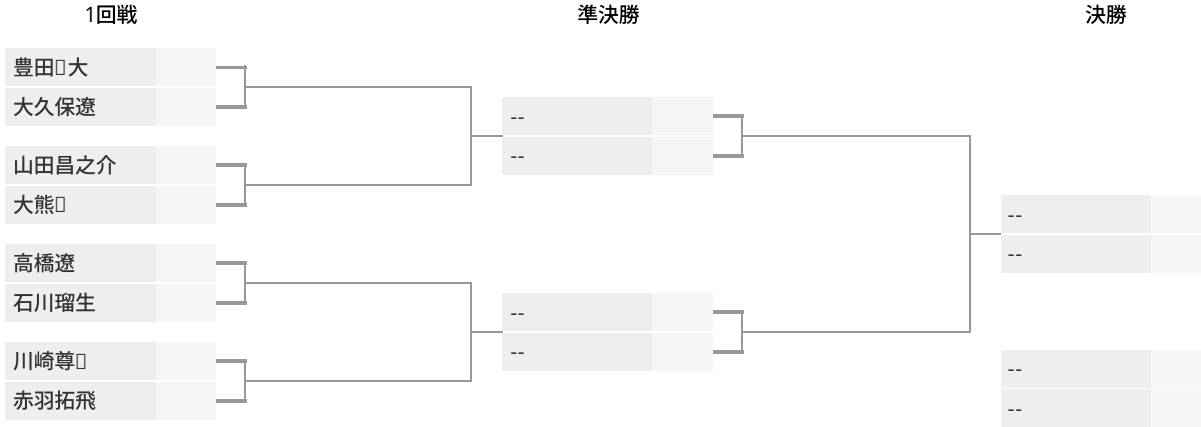 1回戦
準決勝
決勝
豊田▯大
大久保遼
山田昌之介
大熊▯
高橋遼
石川瑠生
川崎尊▯
赤羽拓飛
--
--
--
--
--
--
--
--